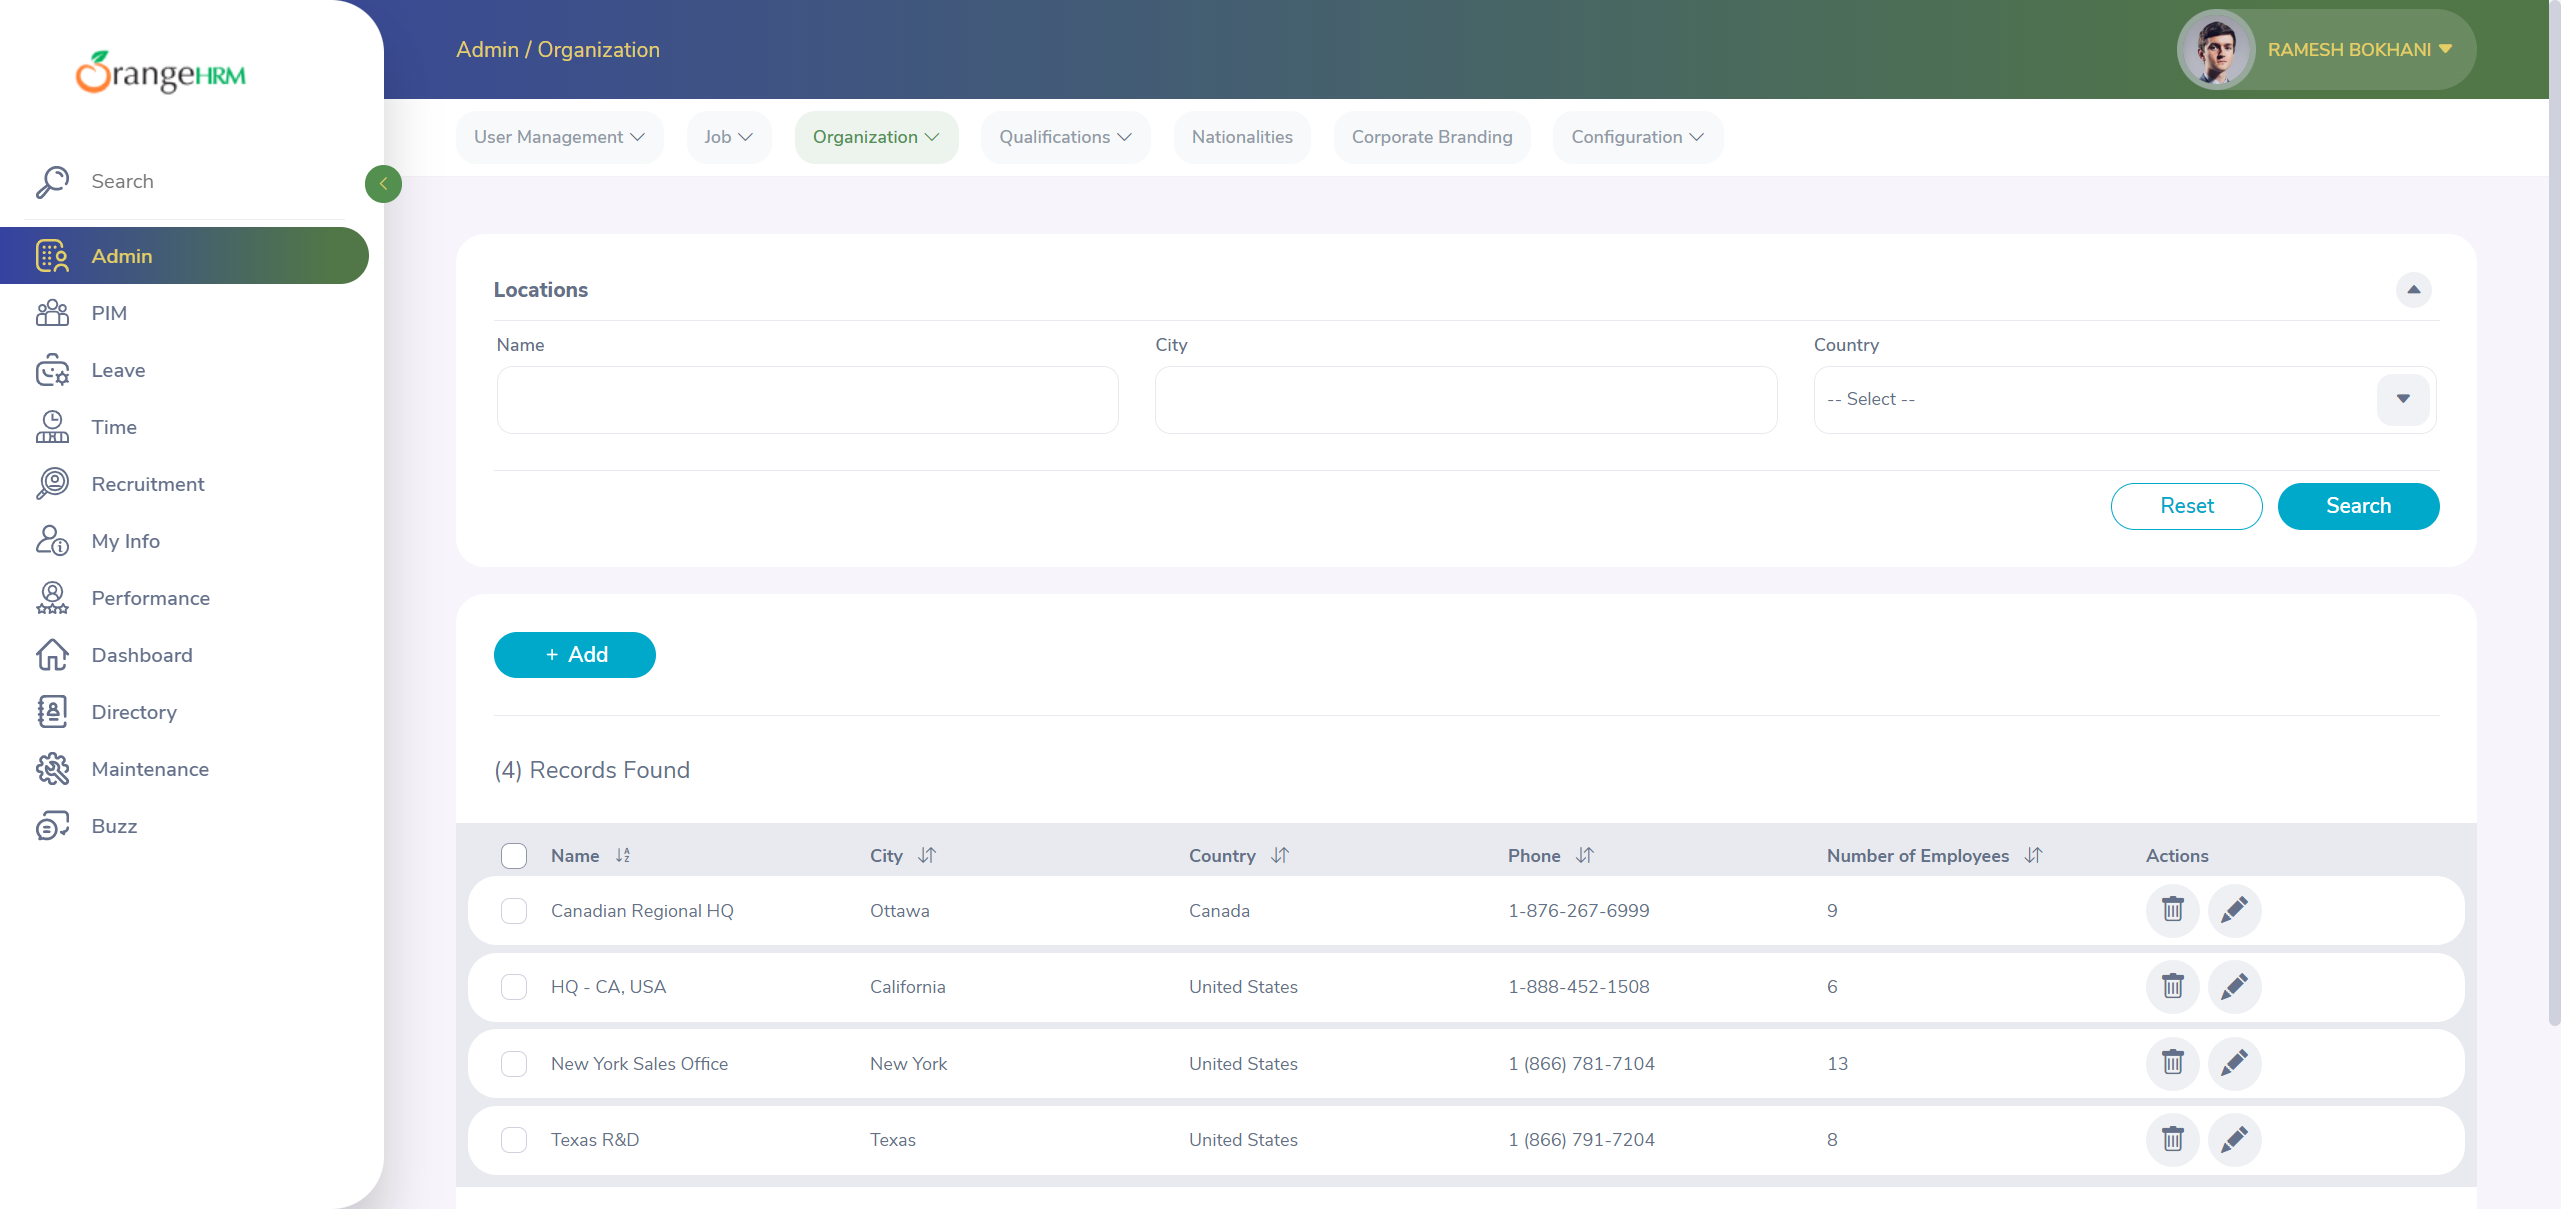 OrangeHRM
Search
Admin
PIM
Leave
Time
Recruitment
My Info
Performance
Dashboard
Directory
Maintenance
Buzz
Admin / Organization
RAMESH BOKHANI
User Management
Job
Organization
Qualifications
Nationalities
Corporate Branding
Configuration
Locations
Name
City
Country
-- Select --
Reset
Search
+ Add
(4) Records Found
Name City Country Phone Number of Employees Actions
Canadian Regional HQ Ottawa Canada 1-876-267-6999 9
HQ - CA, USA California United States 1-888-452-1508 6
New York Sales Office New York United States 1 (866) 781-7104 13
Texas R&D Texas United States 1 (866) 791-7204 8